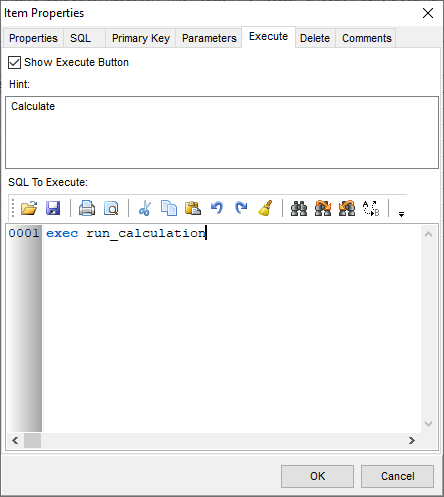 Item Properties
Properties SQL Primary Key Parameters Execute Delete Comments
Show Execute Button
Hint:
Calculate
SQL To Execute:
0001 exec run_calculation
OK Cancel